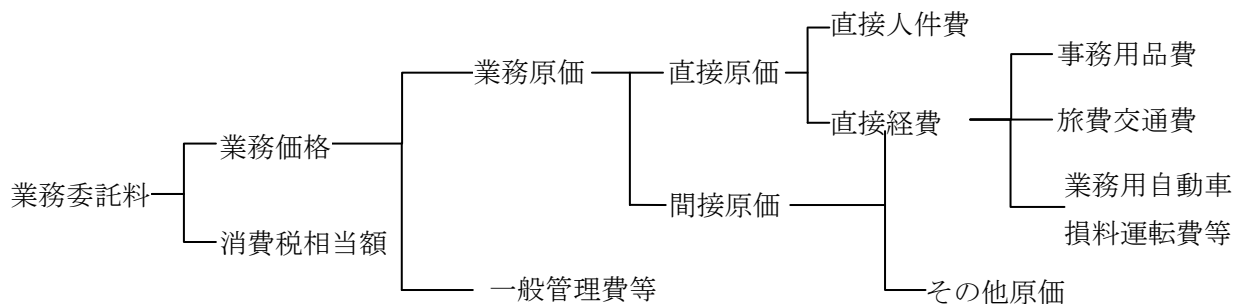 直接人件費
事務用品費
業務原価
直接原価
直接経費
旅費交通費
業務価格
業務委託料
間接原価
業務用自動車
損料運転費等
消費税相当額
一般管理費等
その他原価